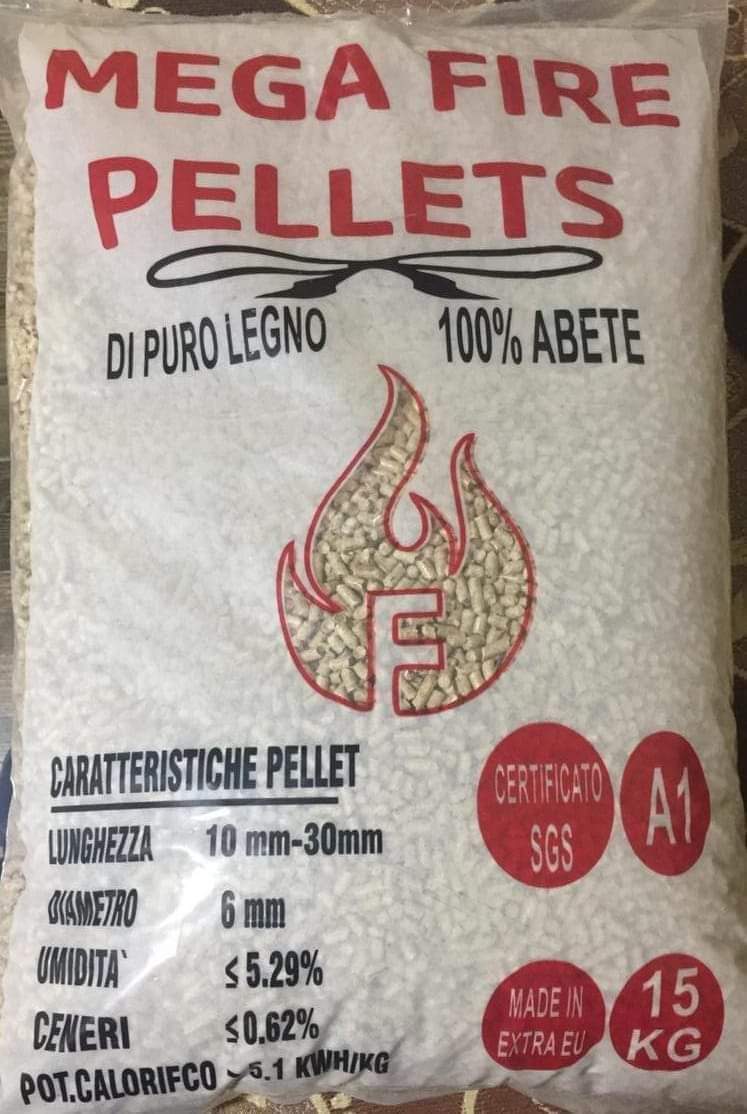 MEGA FIRE
PELLETS
DI PURO LEGNO 100% ABETE
F
CARATTERISTICHE PELLET
LUNGHEZZA 10 mm-30mm
DIAMETRO 6 mm
UMIDITA` ≤5.29%
CENERI ≤0.62%
POT.CALORIFCO 5.1 KWH/KG
CERTIFICATO
SGS
A1
MADE IN
EXTRA EU
15
KG